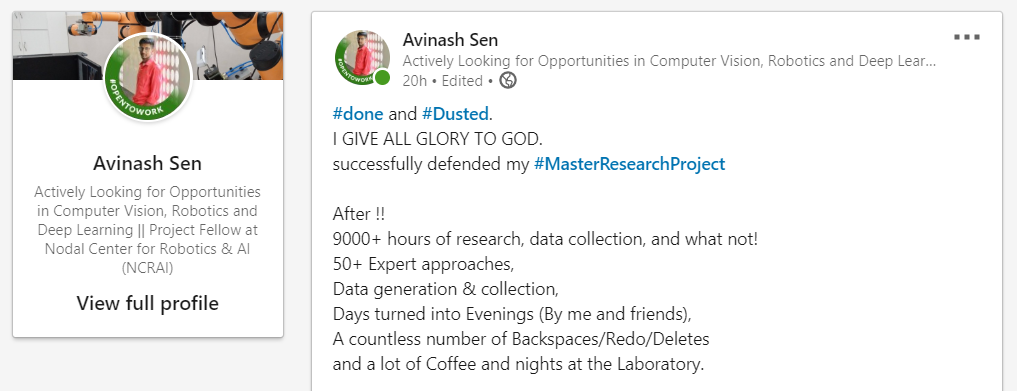 #OPENTOWORK
Avinash Sen
Actively Looking for Opportunities
in Computer Vision, Robotics and
Deep Learning || Project Fellow at
Nodal Center for Robotics & AI
(NCRAI)
View full profile
#OPENTOWORK
Avinash Sen
Actively Looking for Opportunities in Computer Vision, Robotics and Deep Lear...
20h • Edited •
#done and #Dusted.
I GIVE ALL GLORY TO GOD.
successfully defended my #MasterResearchProject
After !!
9000+ hours of research, data collection, and what not!
50+ Expert approaches,
Data generation & collection,
Days turned into Evenings (By me and friends),
A countless number of Backspaces/Redo/Deletes
and a lot of Coffee and nights at the Laboratory.